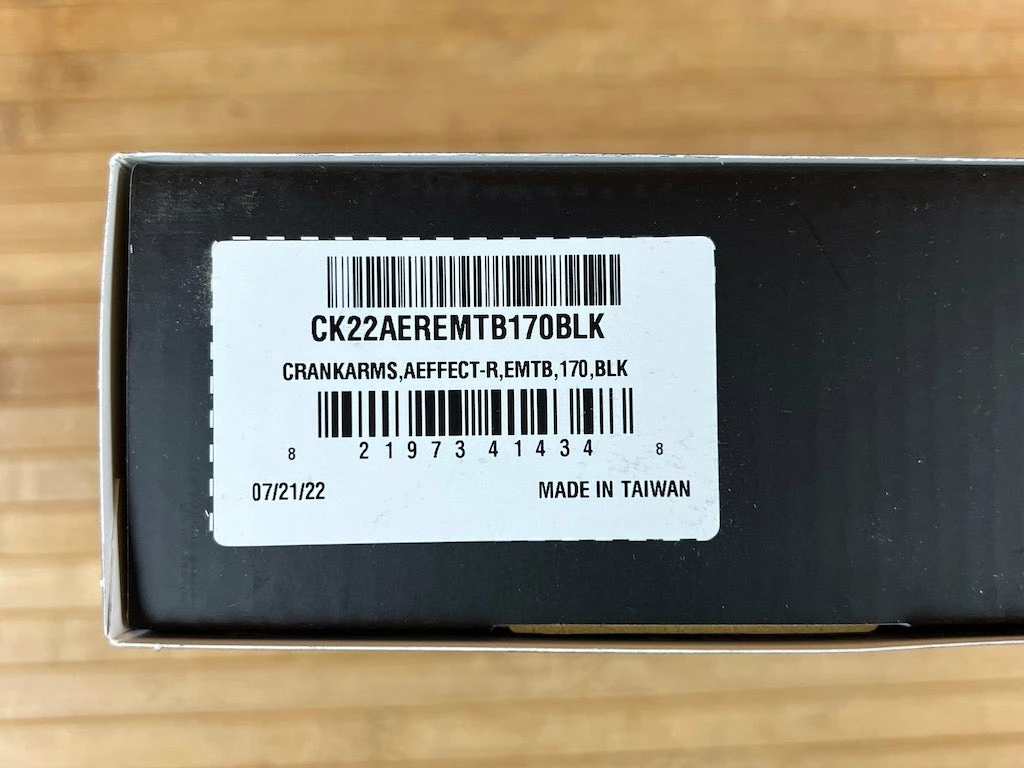 CK22AEREMTB170BLK
CRANKARMS,AEFFECT-R,EMTB,170,BLK
8 21973 41434 8
07/21/22 MADE IN TAIWAN